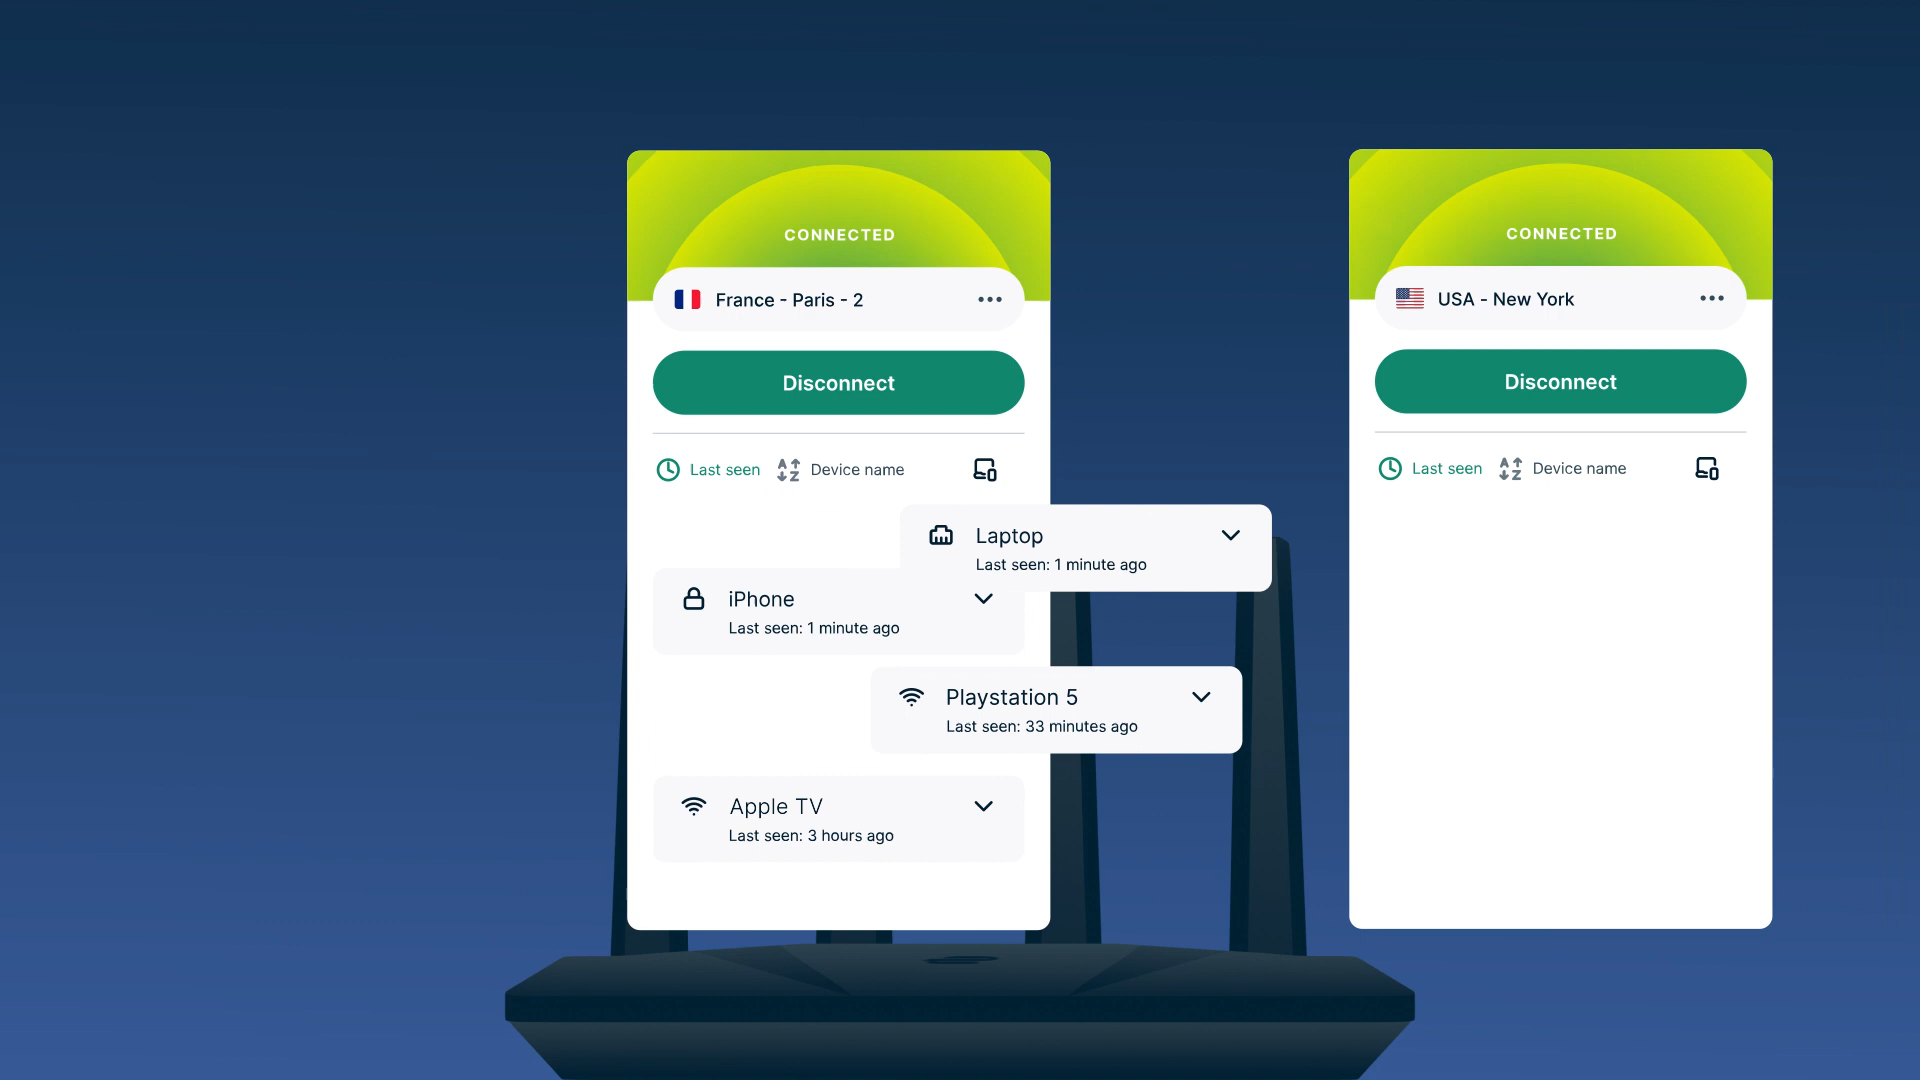 CONNECTED
France - Paris - 2
Disconnect
Last seen
Device name
Laptop
Last seen: 1 minute ago
iPhone
Last seen: 1 minute ago
Playstation 5
Last seen: 33 minutes ago
Apple TV
Last seen: 3 hours ago
CONNECTED
USA - New York
Disconnect
Last seen
Device name